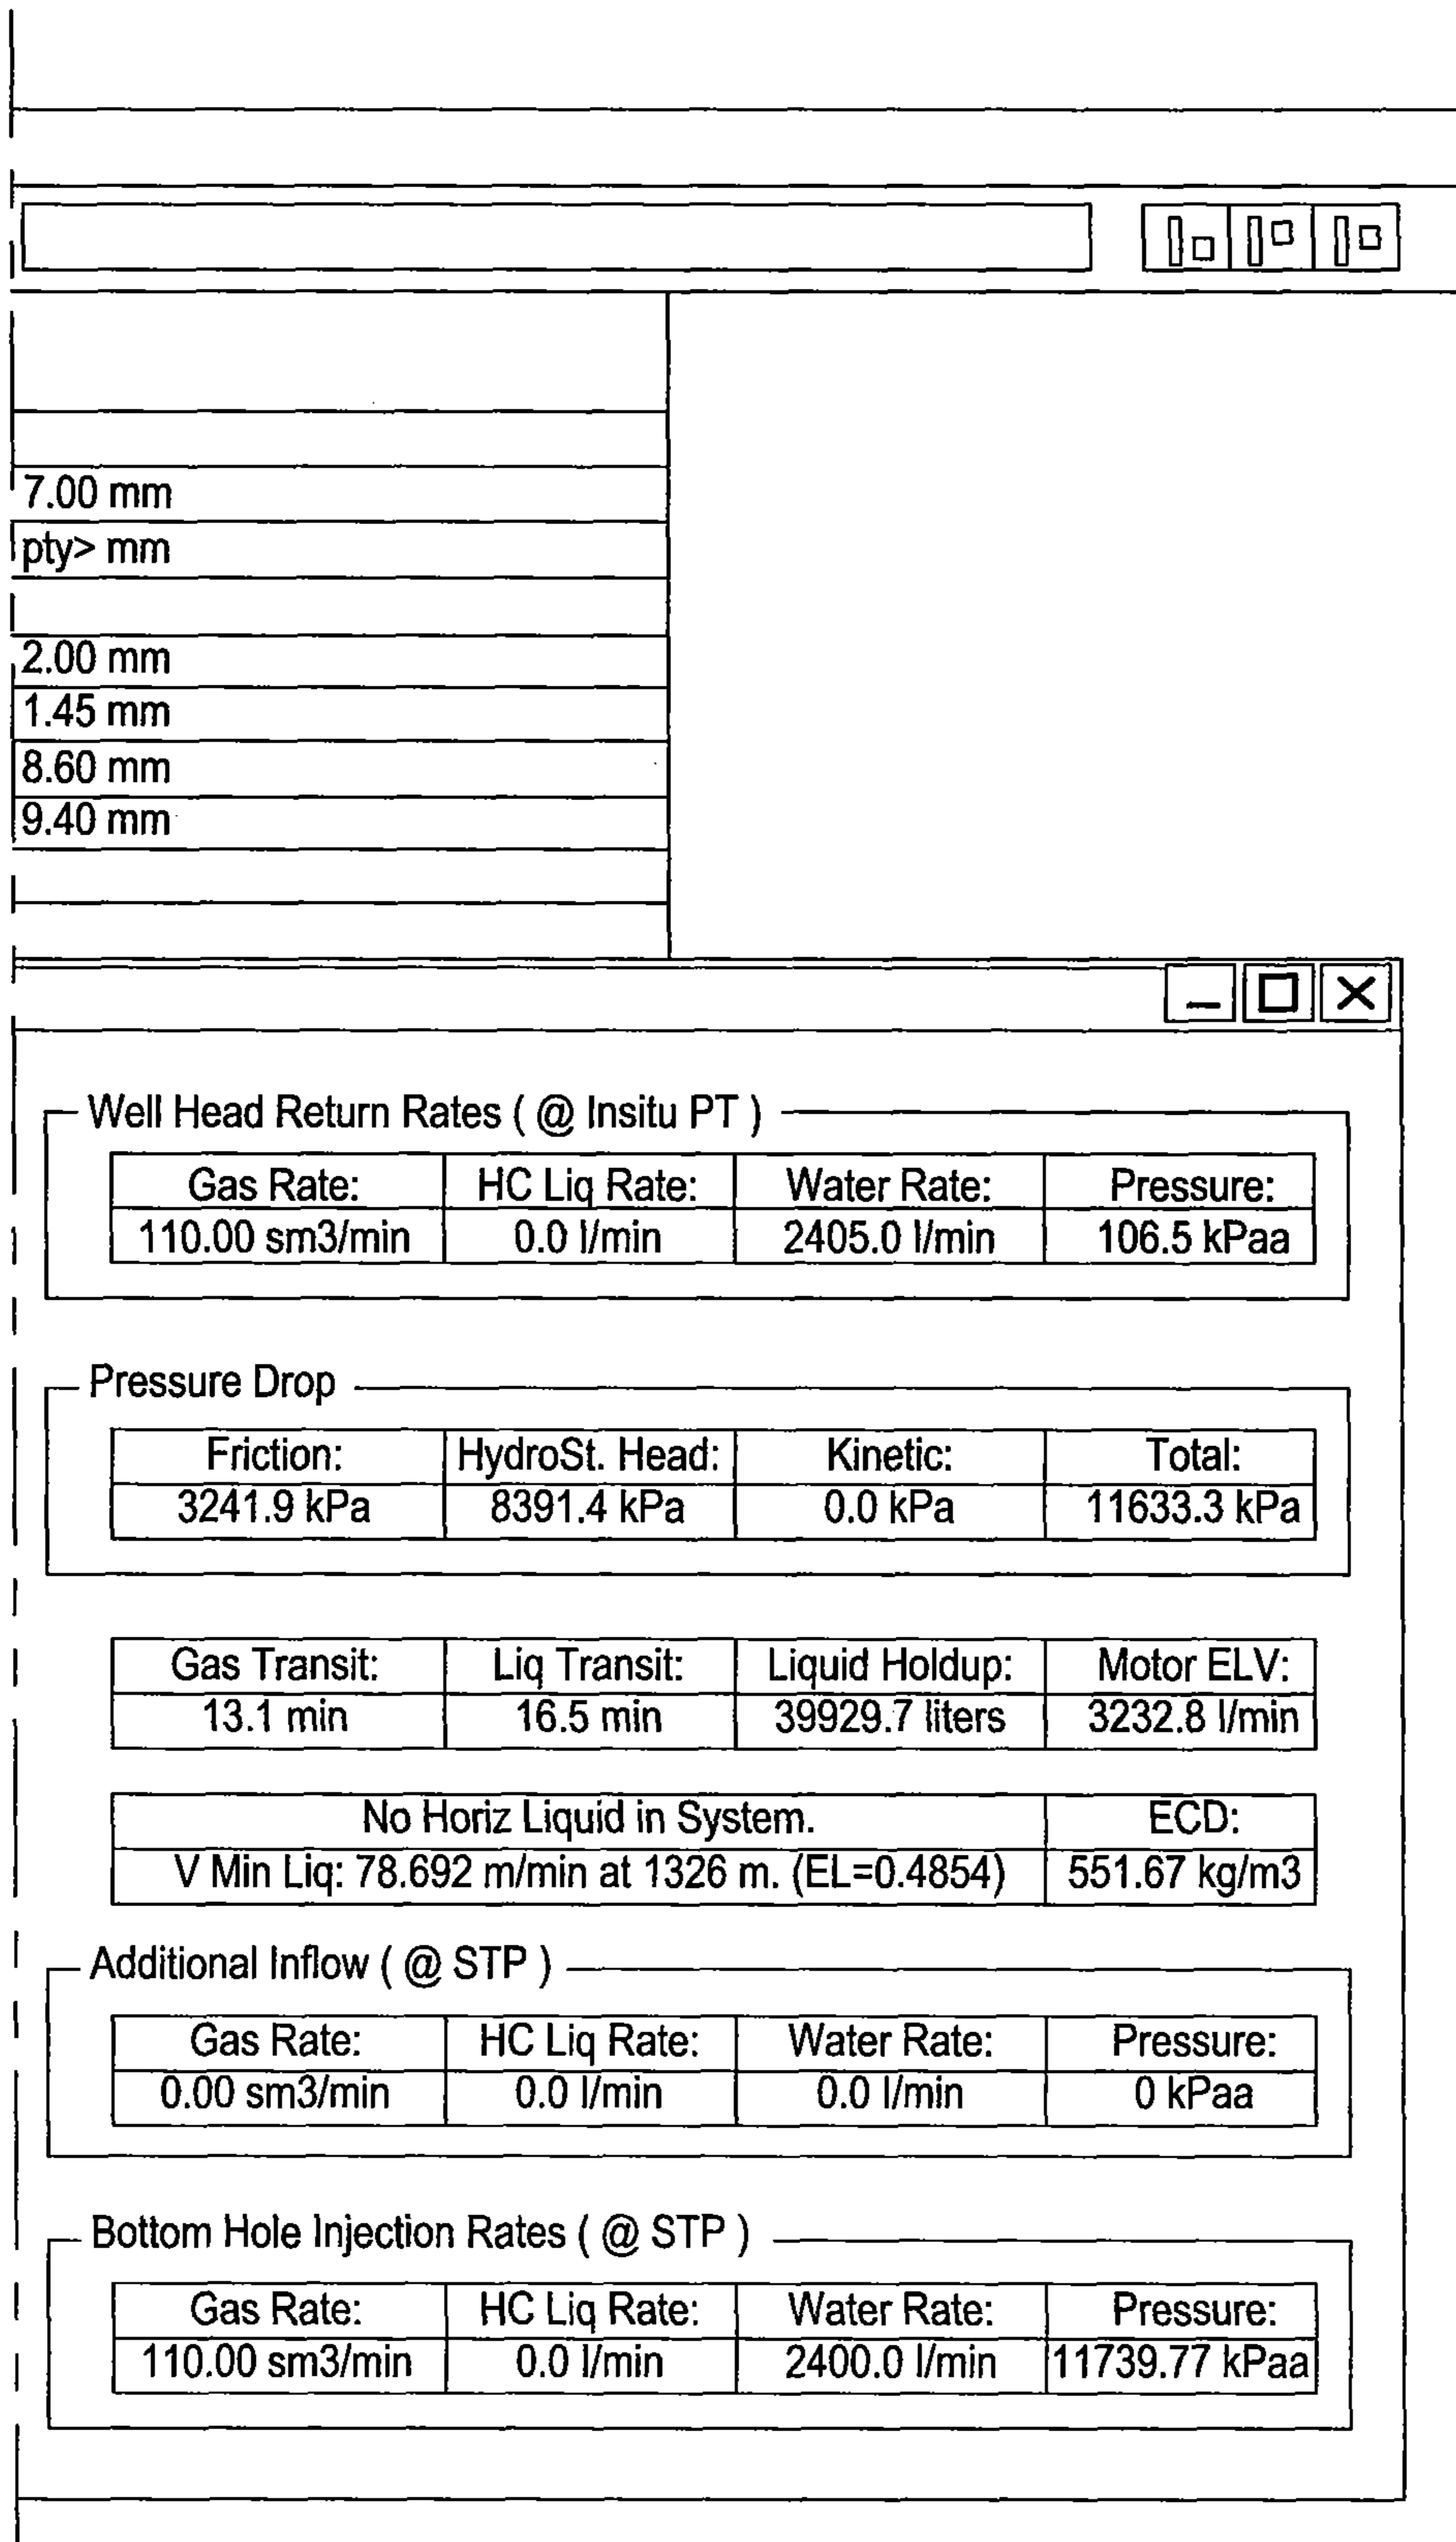 7.00 mm
pty> mm
2.00 mm
1.45 mm
8.60 mm
9.40 mm
Well Head Return Rates ( @ Insitu PT )
Gas Rate: HC Liq Rate: Water Rate: Pressure:
110.00 sm3/min 0.0 l/min 2405.0 l/min 106.5 kPaa
Pressure Drop
Friction: HydroSt. Head: Kinetic: Total:
3241.9 kPa 8391.4 kPa 0.0 kPa 11633.3 kPa
Gas Transit: Liq Transit: Liquid Holdup: Motor ELV:
13.1 min 16.5 min 39929.7 liters 3232.8 l/min
No Horiz Liquid in System. ECD:
V Min Liq: 78.692 m/min at 1326 m. (EL=0.4854) 551.67 kg/m3
Additional Inflow ( @ STP )
Gas Rate: HC Liq Rate: Water Rate: Pressure:
0.00 sm3/min 0.0 l/min 0.0 l/min 0 kPaa
Bottom Hole Injection Rates ( @ STP )
Gas Rate: HC Liq Rate: Water Rate: Pressure:
110.00 sm3/min 0.0 l/min 2400.0 l/min 11739.77 kPaa